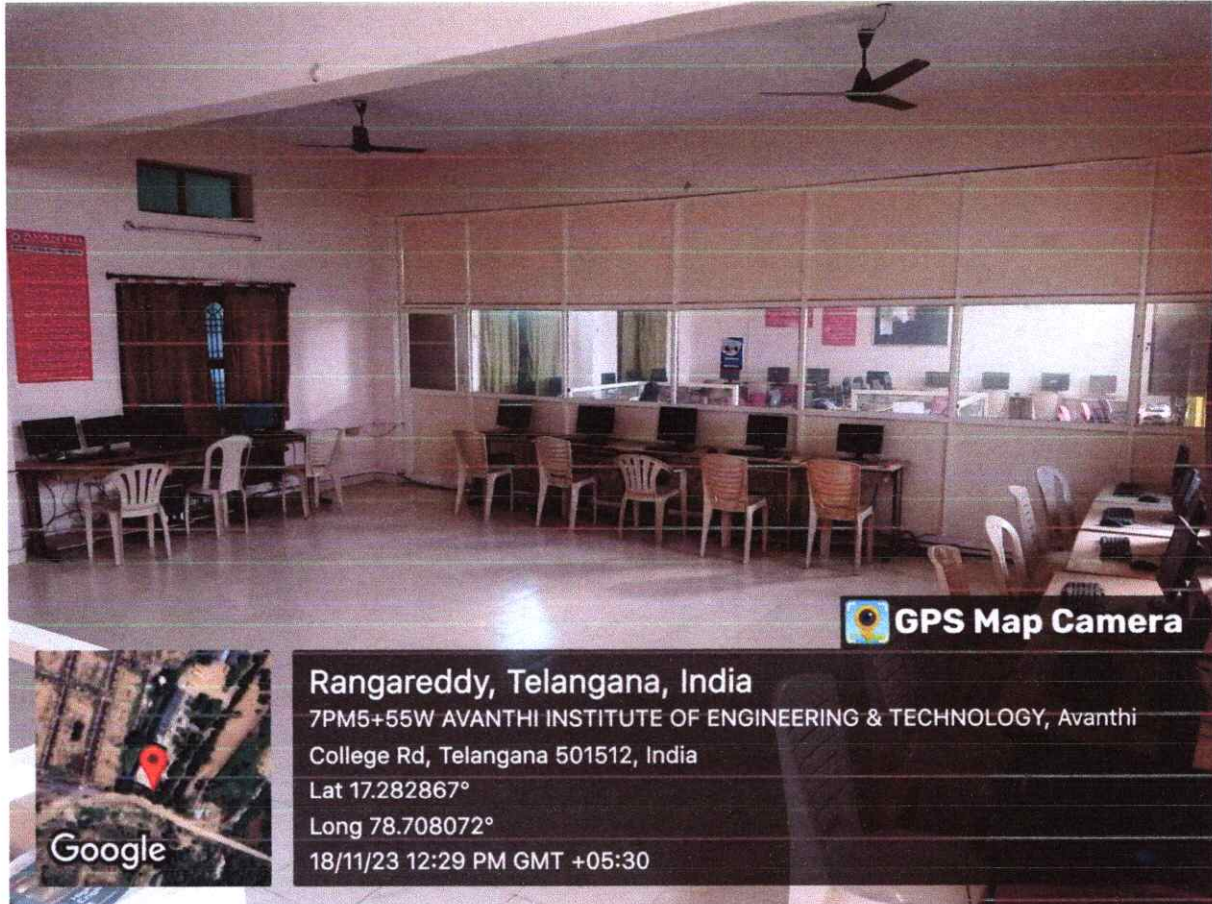 GPS Map Camera
Rangareddy, Telangana, India
7PM5+55W AVANTHI INSTITUTE OF ENGINEERING & TECHNOLOGY, Avanthi
College Rd, Telangana 501512, India
Lat 17.282867°
Long 78.708072°
18/11/23 12:29 PM GMT +05:30
Google